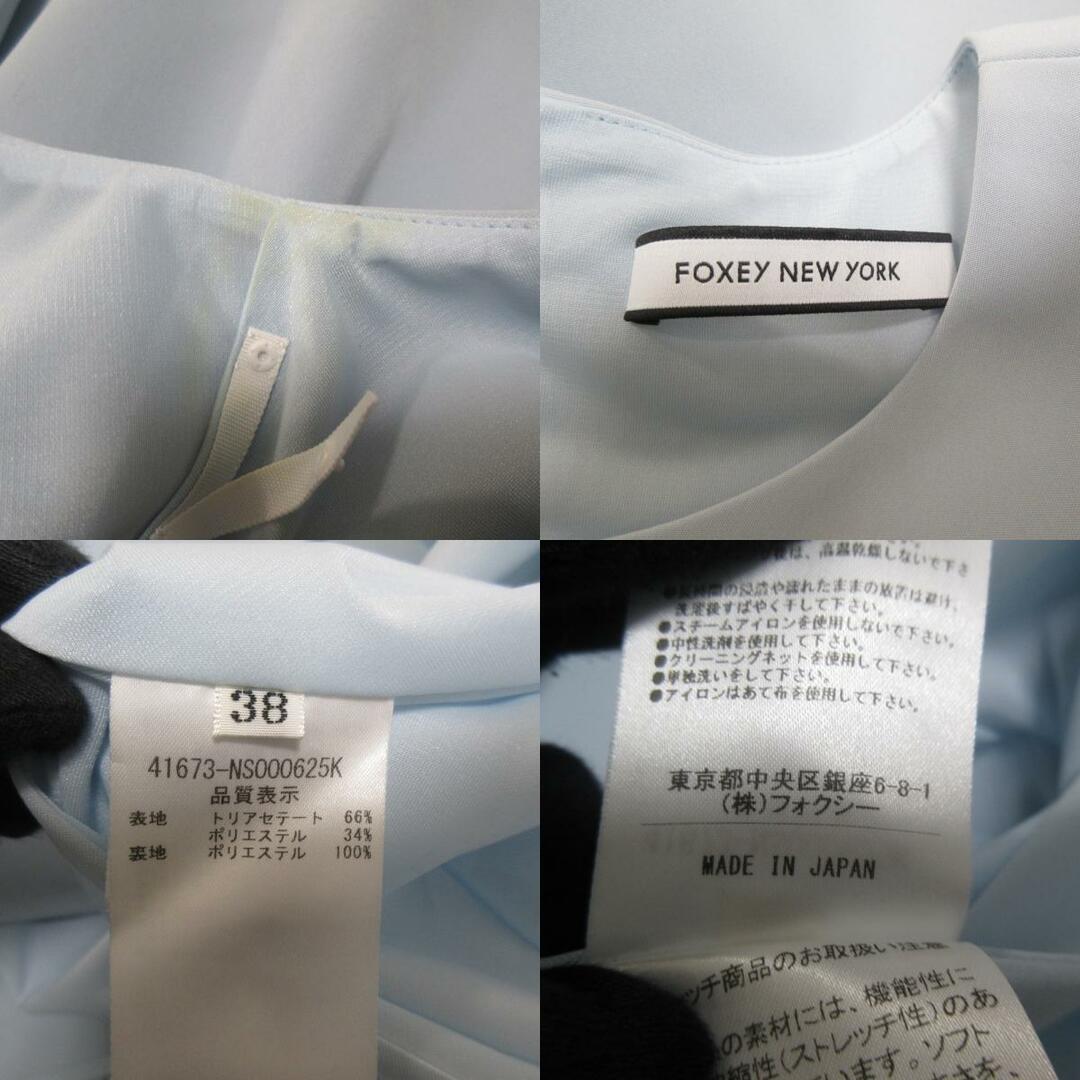 FOXEY NEW YORK
38
41673-NS000625K
品質表示
表地 トリアセテート 66%
ポリエステル 34%
裏地 ポリエステル 100%
は、高温乾燥しないで下さ
の浸漬や濡れたままの放置は避け、
洗濯後すばやく干して下さい。
●スチームアイロンを使用しないで下さい。
●中性洗剤を使用して下さい。
●クリーニングネットを使用して下さい。
●単独洗いをして下さい。
●アイロンはあて布を使用して下さい。
東京都中央区銀座6-8-1
(株)フォクシー
MADE IN JAPAN
ッチ商品のお取扱い注意
の素材には、機能性に
縮性(ストレッチ性)のあ
います。ソフト